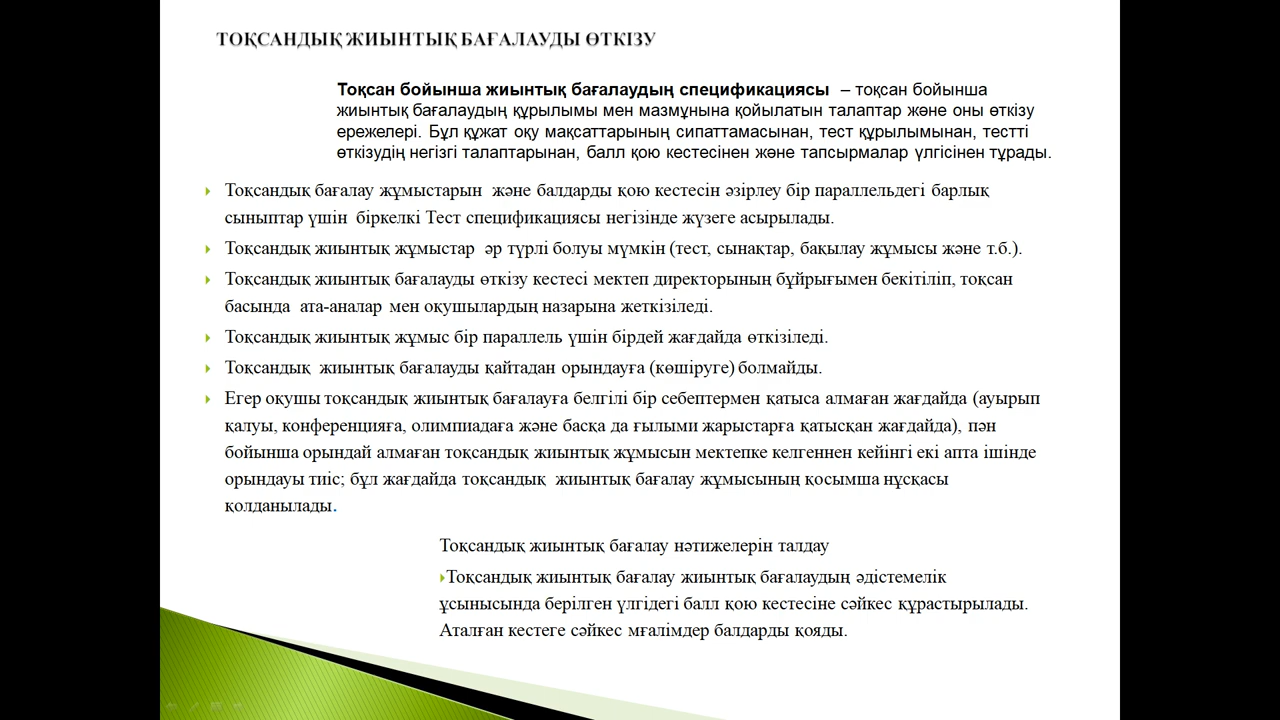 ТОҚСАНДЫҚ ЖИЫНТЫҚ БАҒАЛАУДЫ ӨТКІЗУ
Тоқсан бойынша жиынтық бағалаудың спецификациясы – тоқсан бойынша
жиынтық бағалаудың құрылымы мен мазмұнына қойылатын талаптар және оны өткізу
ережелері. Бұл құжат оқу мақсаттарының сипаттамасынан, тест құрылымынан, тестті
өткізудің негізгі талаптарынан, балл қою кестесінен және тапсырмалар үлгісінен тұрады.
Тоқсандық бағалау жұмыстарын және балдарды қою кестесін әзірлеу бір параллельдегі барлық
сыныптар үшін біркелкі Тест спецификациясы негізінде жүзеге асырылады.
Тоқсандық жиынтық жұмыстар әр түрлі болуы мүмкін (тест, сынақтар, бақылау жұмысы және т.б.).
Тоқсандық жиынтық бағалауды өткізу кестесі мектеп директорының бұйрығымен бекітіліп, тоқсан
басында ата-аналар мен оқушылардың назарына жеткізіледі.
Тоқсандық жиынтық жұмыс бір параллель үшін бірдей жағдайда өткізіледі.
Тоқсандық жиынтық бағалауды қайтадан орындауға (көшіруге) болмайды.
Егер оқушы тоқсандық жиынтық бағалауға белгілі бір себептермен қатыса алмаған жағдайда (ауырып
қалуы, конференцияға, олимпиадаға және басқа да ғылыми жарыстарға қатысқан жағдайда), пән
бойынша орындай алмаған тоқсандық жиынтық жұмысын мектепке келгеннен кейінгі екі апта ішінде
орындауы тиіс; бұл жағдайда тоқсандық жиынтық бағалау жұмысының қосымша нұсқасы
қолданылады.
Тоқсандық жиынтық бағалау нәтижелерін талдау
Тоқсандық жиынтық бағалау жиынтық бағалаудың әдістемелік
ұсынысында берілген үлгідегі балл қою кестесіне сәйкес құрастырылады.
Аталған кестеге сәйкес мғалімдер балдарды қояды.